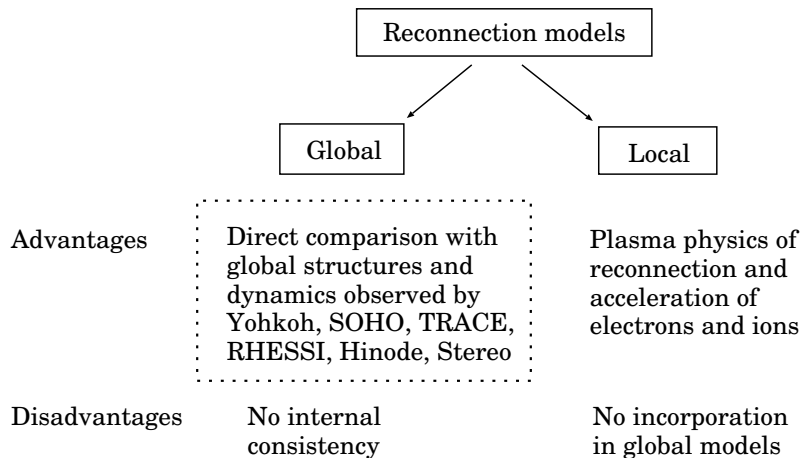 Reconnection models
Global
Local
Advantages
Direct comparison with
global structures and
dynamics observed by
Yohkoh, SOHO, TRACE,
RHESSI, Hinode, Stereo
Plasma physics of
reconnection and
acceleration of
electrons and ions
Disadvantages
No internal
consistency
No incorporation
in global models